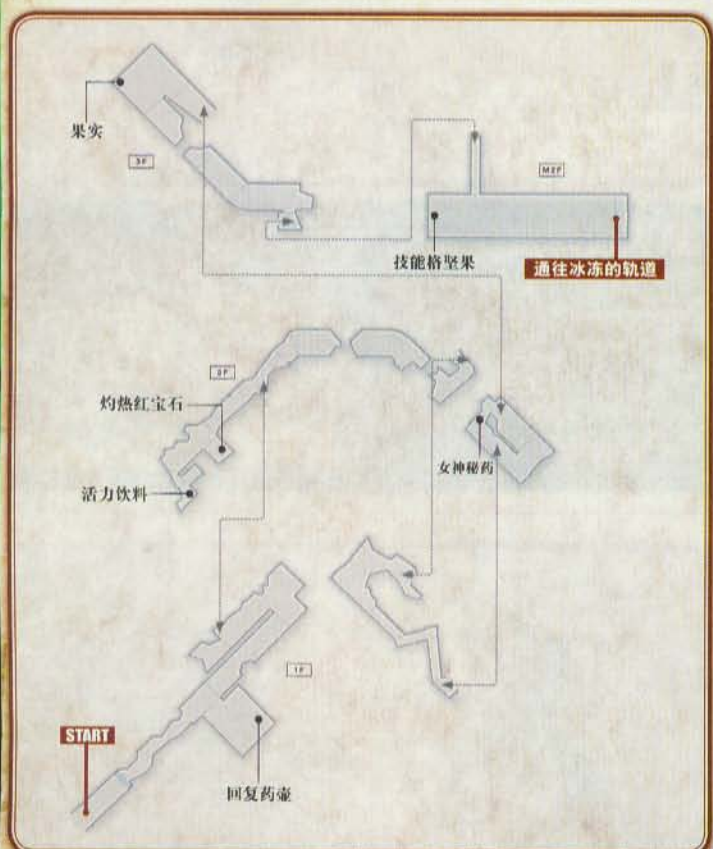 果实
3F
M2F
技能格坚果
通往冰冻的轨道
2F
灼热红宝石
女神秘药
活力饮料
1F
START
回复药壶